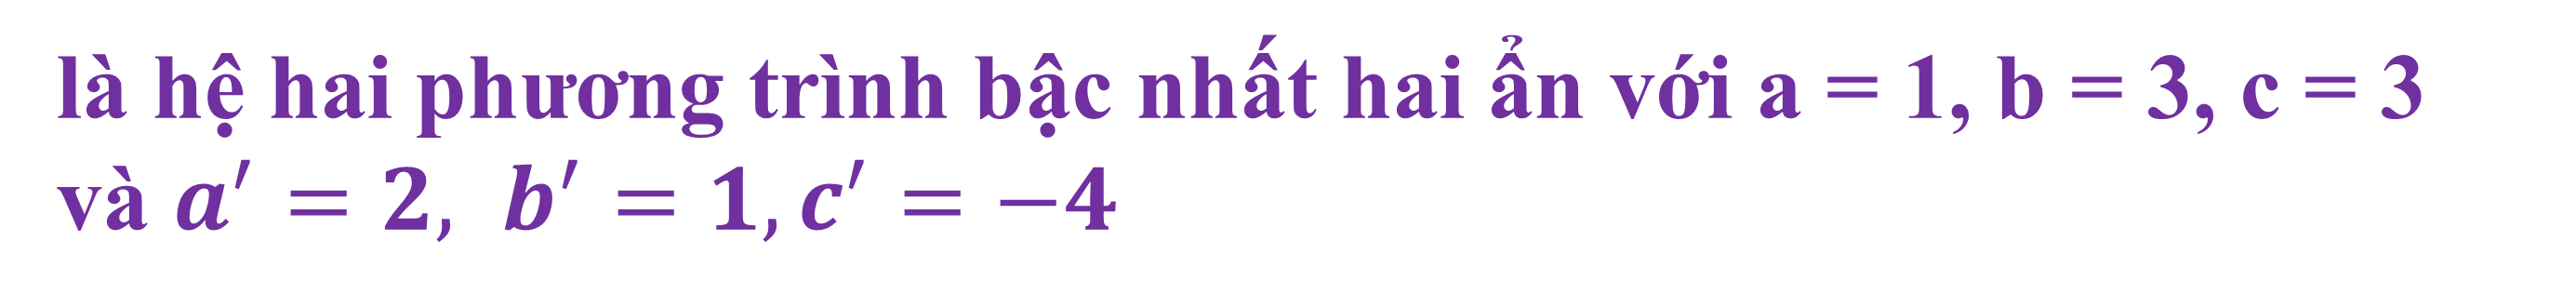 là hệ hai phương trình bậc nhất hai ẩn với a = 1, b = 3, c = 3
và a′ = 2, b′ = 1, c′ = −4